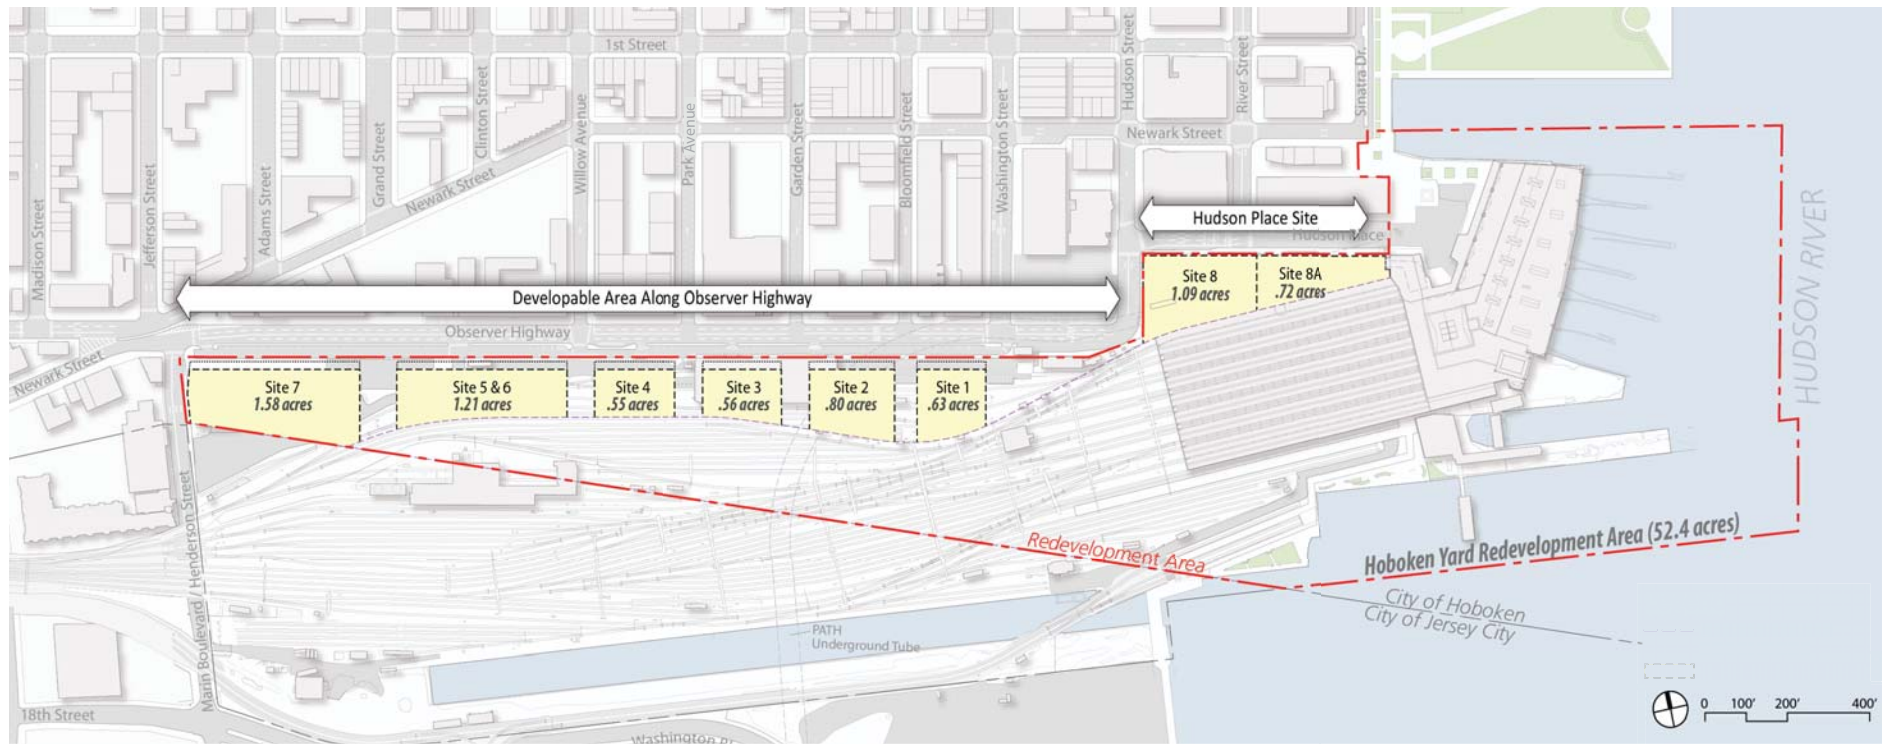 1st Street
Madison Street
Jefferson Street
Adams Street
Grand Street
Clinton Street
Newark Street
Willow Avenue
Park Avenue
Garden Street
Bloomfield Street
Washington Street
Hudson Street
River Street
Sinatra Dr.
Newark Street
Hudson Place Site
Hudson Place
Developable Area Along Observer Highway
Observer Highway
Newark Street
Site 7
1.58 acres
Site 5 & 6
1.21 acres
Site 4
.55 acres
Site 3
.56 acres
Site 2
.80 acres
Site 1
.63 acres
Site 8
1.09 acres
Site 8A
.72 acres
HUDSON RIVER
Redevelopment Area
Hoboken Yard Redevelopment Area (52.4 acres)
City of Hoboken
City of Jersey City
PATH
Underground Tube
Marin Boulevard / Henderson Street
18th Street
0 100' 200' 400'